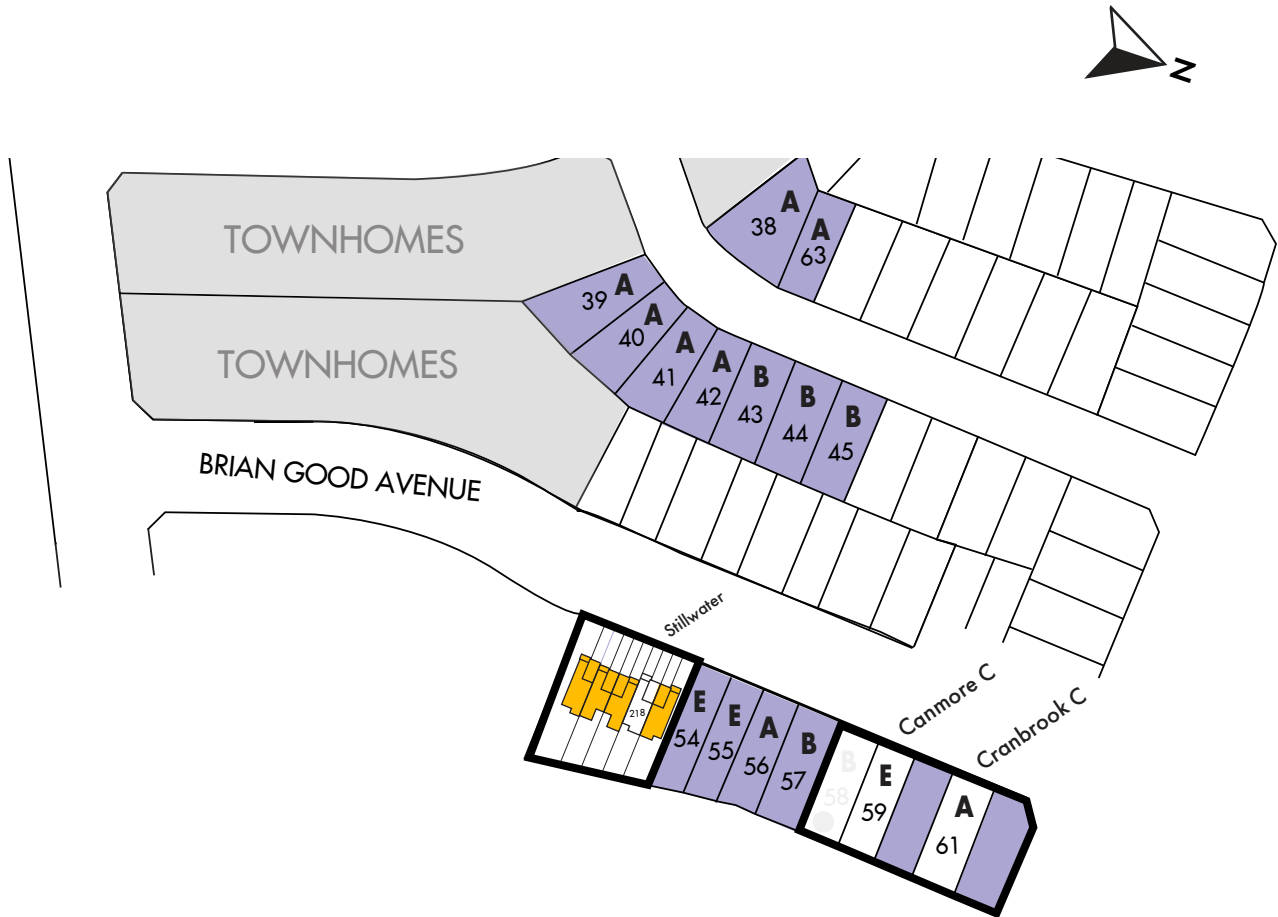 N
A
38
A
63
TOWNHOMES
39 A
A
40
A
41
A
42
B
43
B
44
B
45
TOWNHOMES
BRIAN GOOD AVENUE
Stillwater
218
E
54
E
55
A
56
B
57
B
58
E
59
A
61
Canmore C
Cranbrook C